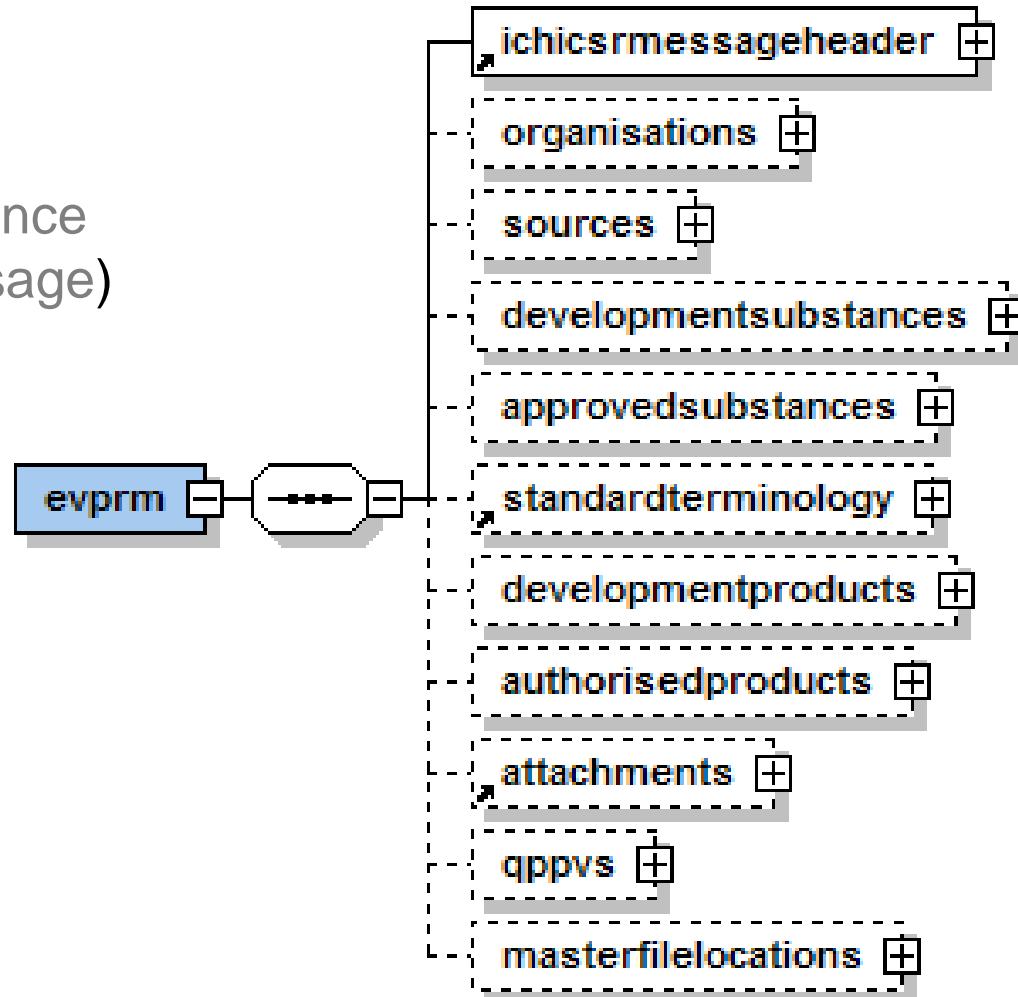 ichicsrmessageheader
organisations
sources
developmentsubstances
approvedsubstances
evprm
standardterminology
developmentproducts
authorisedproducts
attachments
qppvs
masterfilelocations
nce
sage)